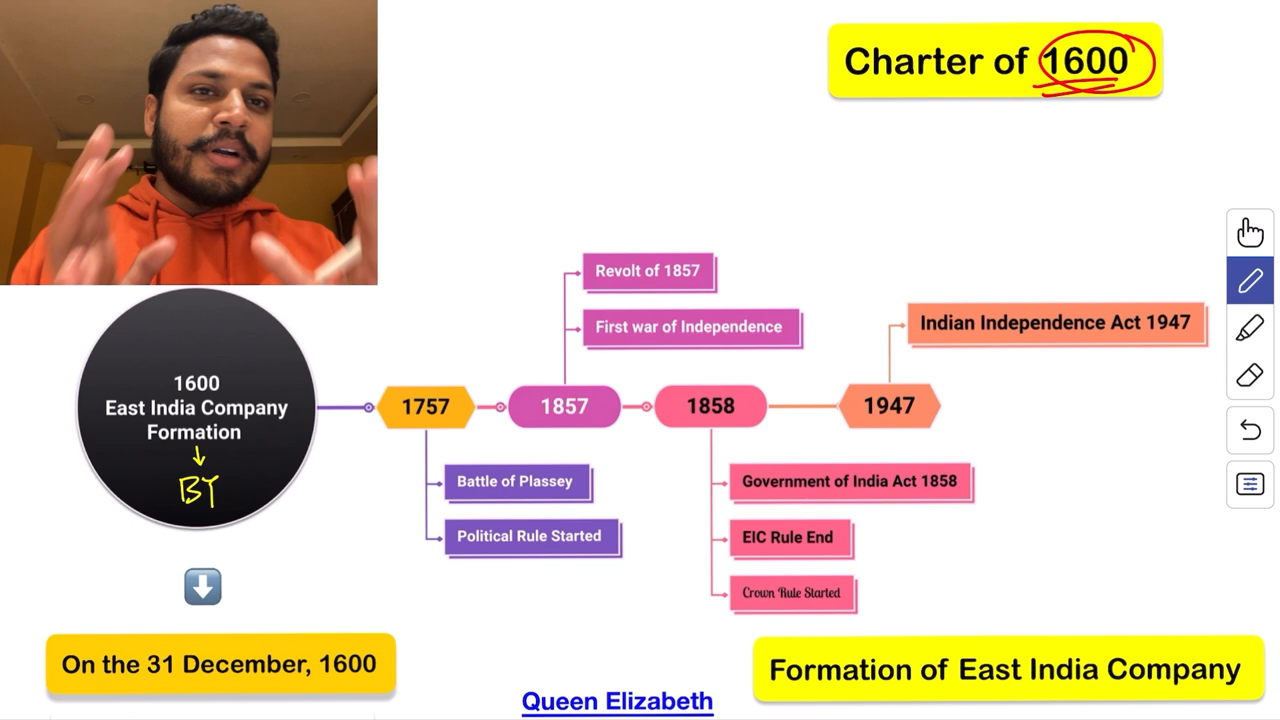 Charter of 1600
Revolt of 1857
First war of Independence
Indian Independence Act 1947
1600
East India Company
Formation
BY
1757
1857
1858
1947
Battle of Plassey
Political Rule Started
Government of India Act 1858
EIC Rule End
Crown Rule Started
On the 31 December, 1600
Formation of East India Company
Queen Elizabeth